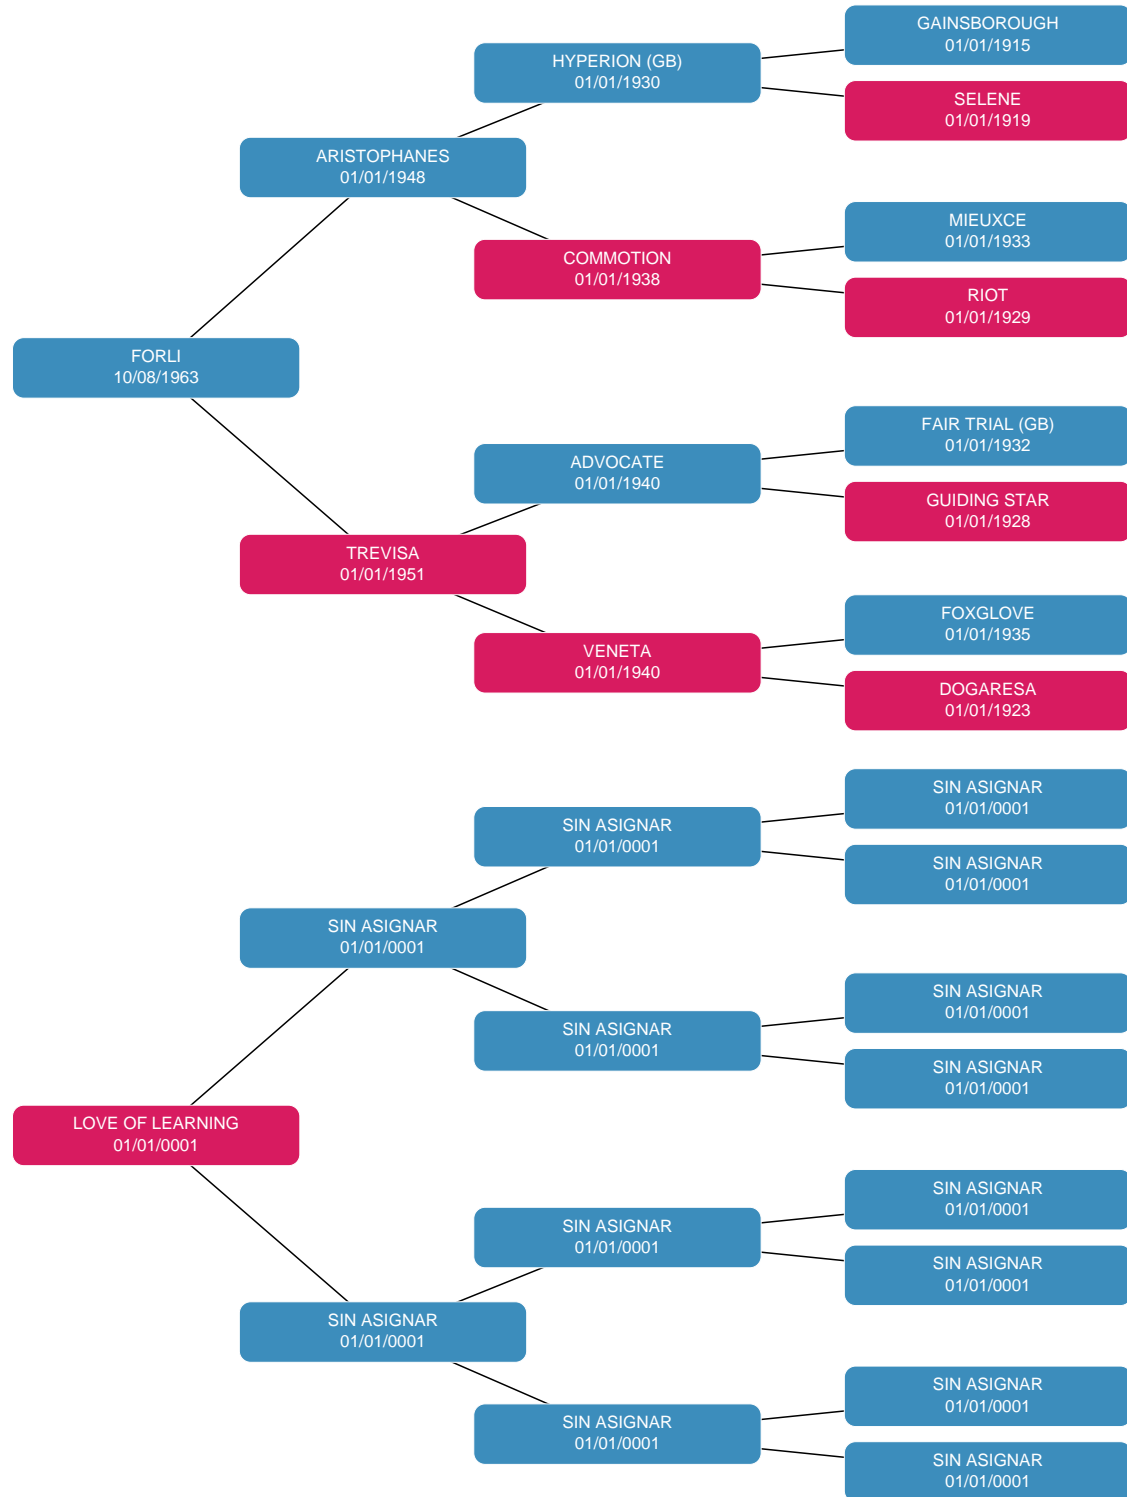 GAINSBOROUGH
01/01/1915
HYPERION (GB)
01/01/1930
SELENE
01/01/1919
ARISTOPHANES
01/01/1948
MIEUXCE
01/01/1933
COMMOTION
01/01/1938
RIOT
01/01/1929
FORLI
10/08/1963
FAIR TRIAL (GB)
01/01/1932
ADVOCATE
01/01/1940
GUIDING STAR
01/01/1928
TREVISA
01/01/1951
FOXGLOVE
01/01/1935
VENETA
01/01/1940
DOGARESA
01/01/1923
SIN ASIGNAR
01/01/0001
SIN ASIGNAR
01/01/0001
SIN ASIGNAR
01/01/0001
SIN ASIGNAR
01/01/0001
SIN ASIGNAR
01/01/0001
SIN ASIGNAR
01/01/0001
SIN ASIGNAR
01/01/0001
LOVE OF LEARNING
01/01/0001
SIN ASIGNAR
01/01/0001
SIN ASIGNAR
01/01/0001
SIN ASIGNAR
01/01/0001
SIN ASIGNAR
01/01/0001
SIN ASIGNAR
01/01/0001
SIN ASIGNAR
01/01/0001
SIN ASIGNAR
01/01/0001